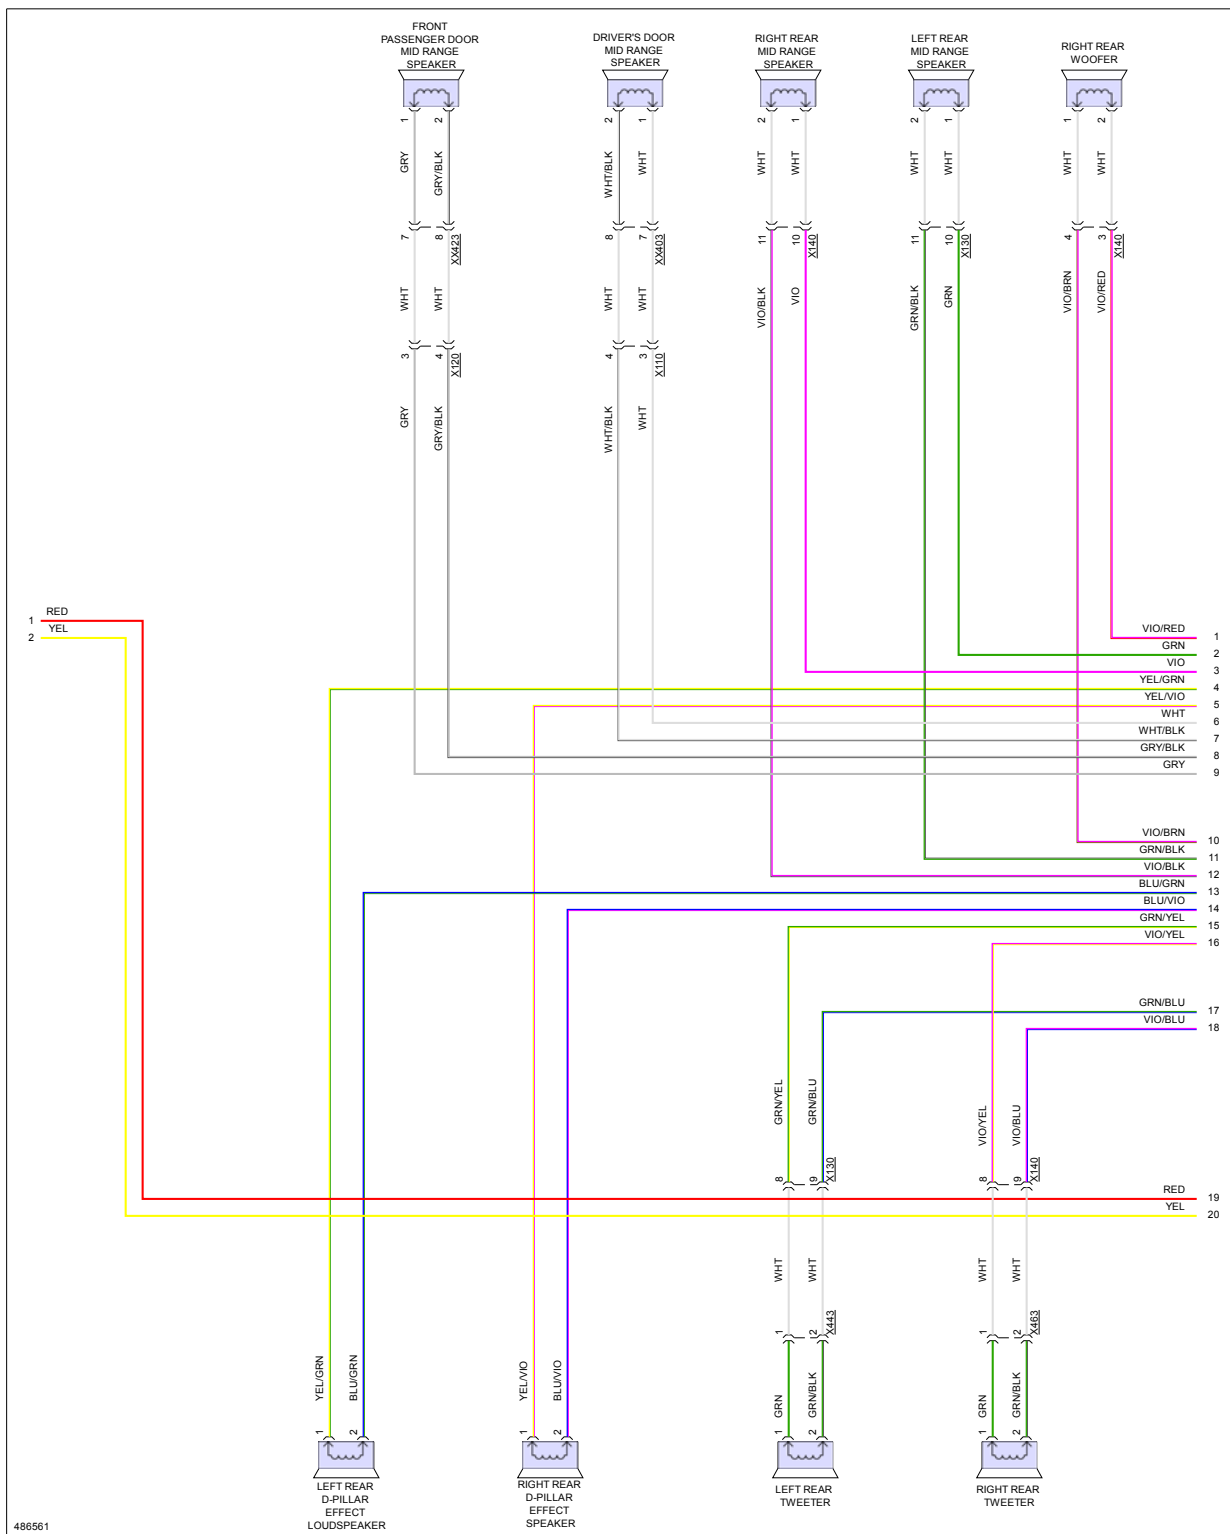 FRONT
PASSENGER DOOR
MID RANGE
SPEAKER
DRIVER'S DOOR
MID RANGE
SPEAKER
RIGHT REAR
MID RANGE
SPEAKER
LEFT REAR
MID RANGE
SPEAKER
RIGHT REAR
WOOFER
1 2 2 1 2 1 2 1 1 2
GRY GRY/BLK WHT/BLK WHT WHT WHT WHT WHT WHT WHT
7 8 XX423 8 7 XX403 11 10 X140 11 10 X130 4 3 X140
WHT WHT WHT WHT VIO/BLK VIO GRN/BLK GRN VIO/BRN VIO/RED
3 4 X120 4 3 X110
GRY GRY/BLK WHT/BLK WHT
1 RED
2 YEL
VIO/RED 1
GRN 2
VIO 3
YEL/GRN 4
YEL/VIO 5
WHT 6
WHT/BLK 7
GRY/BLK 8
GRY 9
VIO/BRN 10
GRN/BLK 11
VIO/BLK 12
BLU/GRN 13
BLU/VIO 14
GRN/YEL 15
VIO/YEL 16
GRN/BLU 17
VIO/BLU 18
GRN/YEL GRN/BLU VIO/YEL VIO/BLU
8 9 X130 8 9 X140
RED 19
YEL 20
WHT WHT WHT WHT
1 2 X443 1 2 X463
YEL/GRN BLU/GRN YEL/VIO BLU/VIO GRN GRN/BLK GRN GRN/BLK
1 2 1 2 1 2 1 2
LEFT REAR
D-PILLAR
EFFECT
LOUDSPEAKER
RIGHT REAR
D-PILLAR
EFFECT
SPEAKER
LEFT REAR
TWEETER
RIGHT REAR
TWEETER
486561